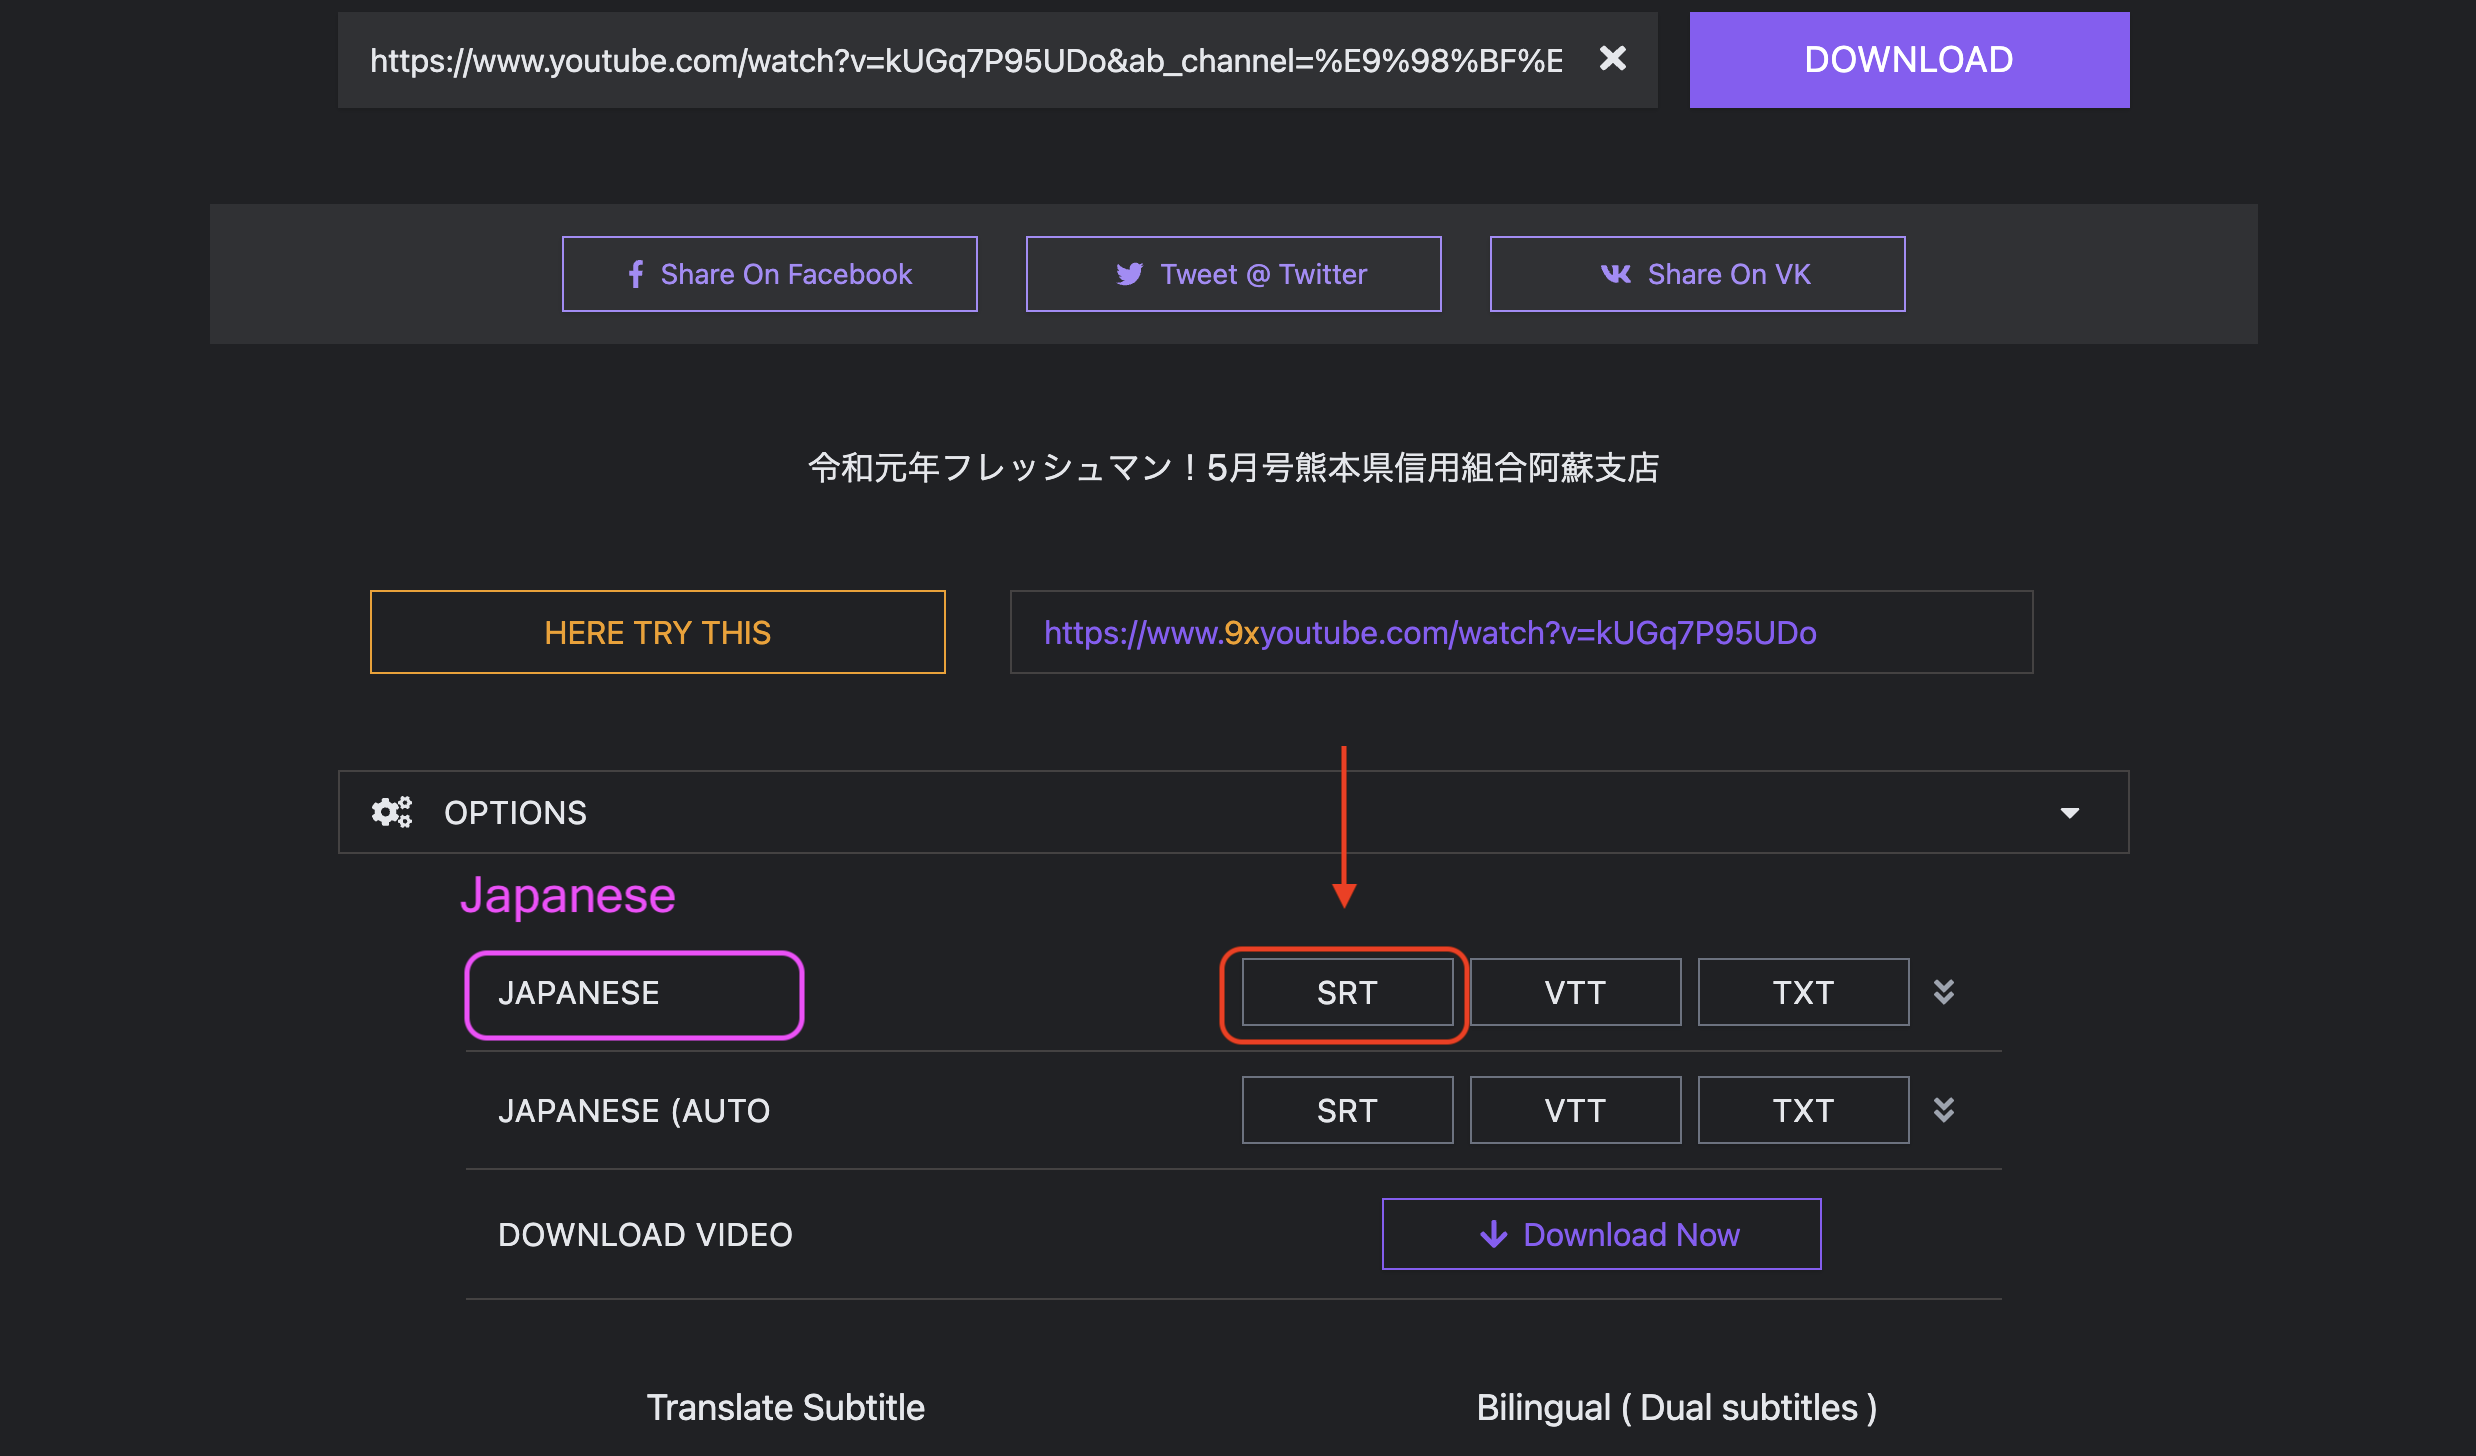 https://www.youtube.com/watch?v=kUGq7P95UDo&ab_channel=%E9%98%BF%E
DOWNLOAD
Share On Facebook
Tweet @ Twitter
Share On VK
令和元年フレッシュマン！5月号熊本県信用組合阿蘇支店
HERE TRY THIS
https://www.9xyoutube.com/watch?v=kUGq7P95UDo
OPTIONS
Japanese
JAPANESE SRT VTT TXT
JAPANESE (AUTO SRT VTT TXT
DOWNLOAD VIDEO Download Now
Translate Subtitle
Bilingual ( Dual subtitles )